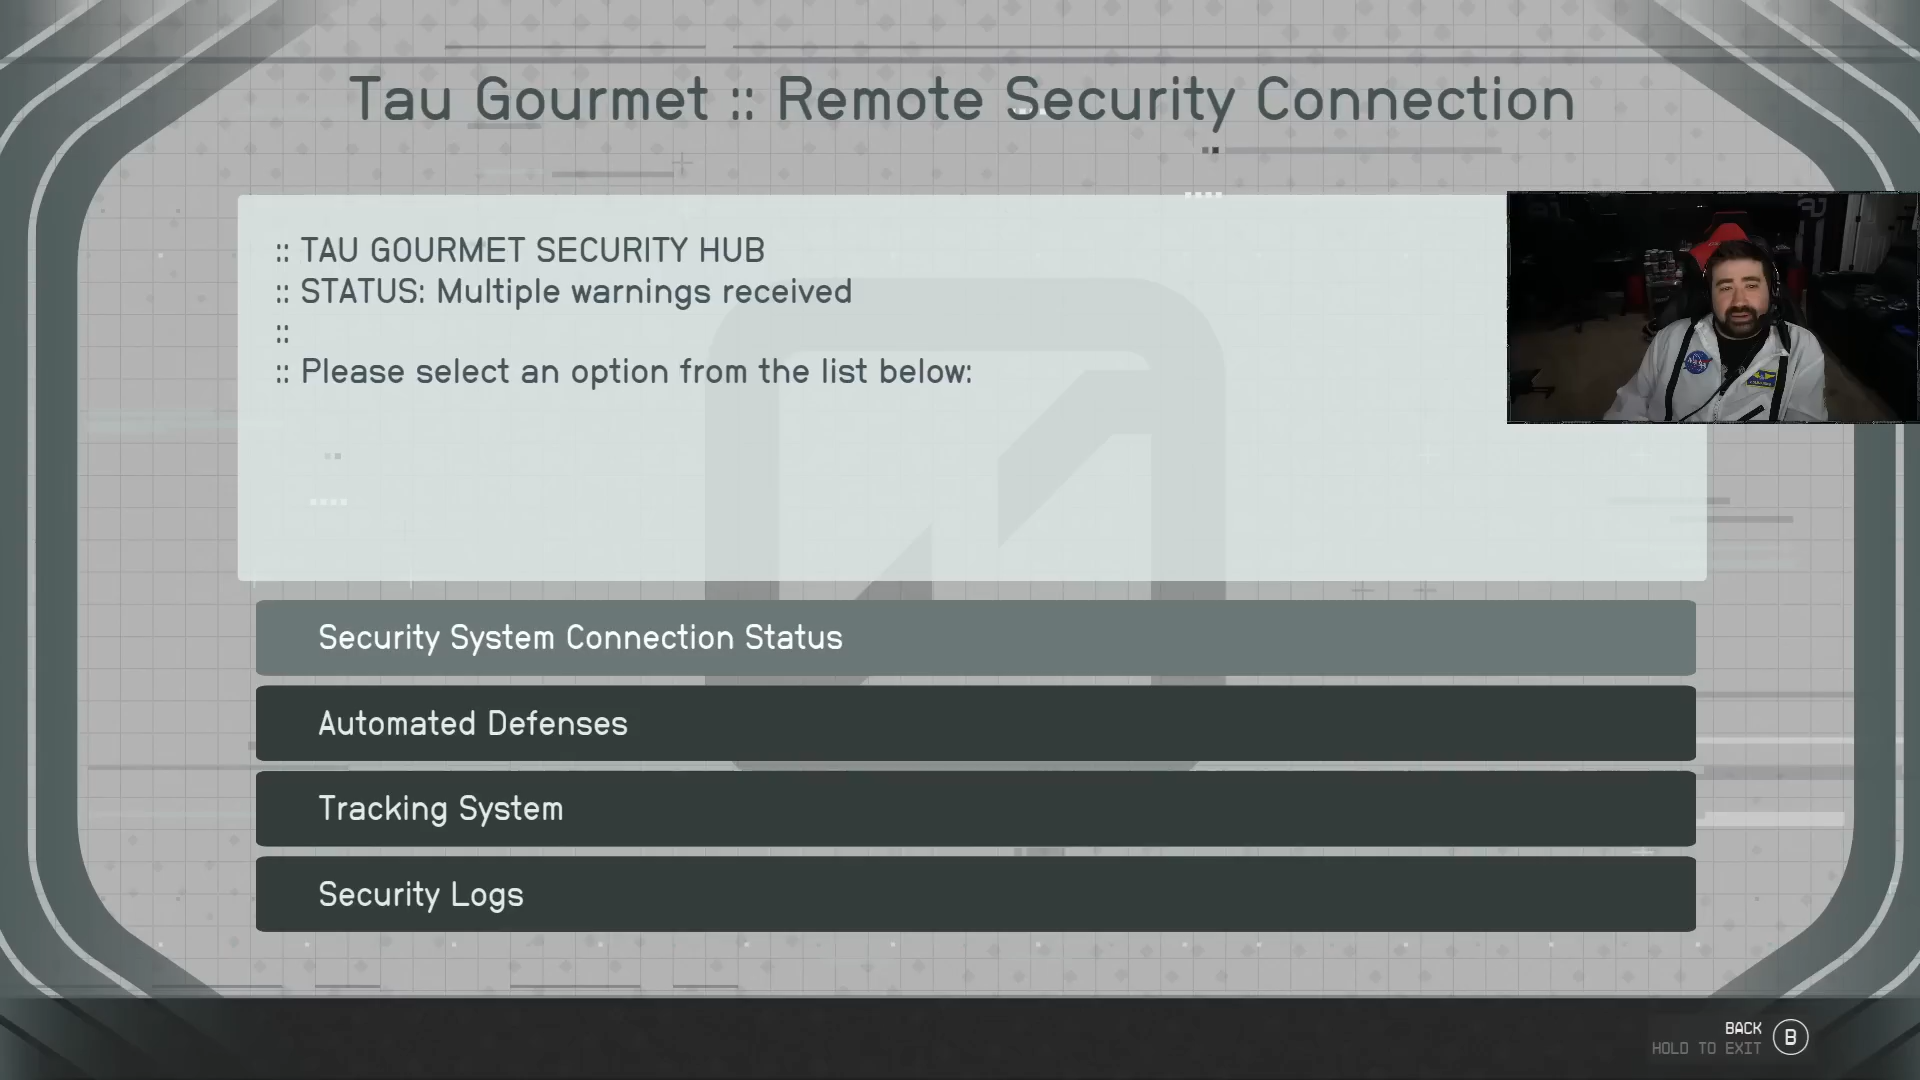 Tau Gourmet :: Remote Security Connection
:: TAU GOURMET SECURITY HUB
:: STATUS: Multiple warnings received
::
:: Please select an option from the list below:
Security System Connection Status
Automated Defenses
Tracking System
Security Logs
BACK
HOLD TO EXIT
B